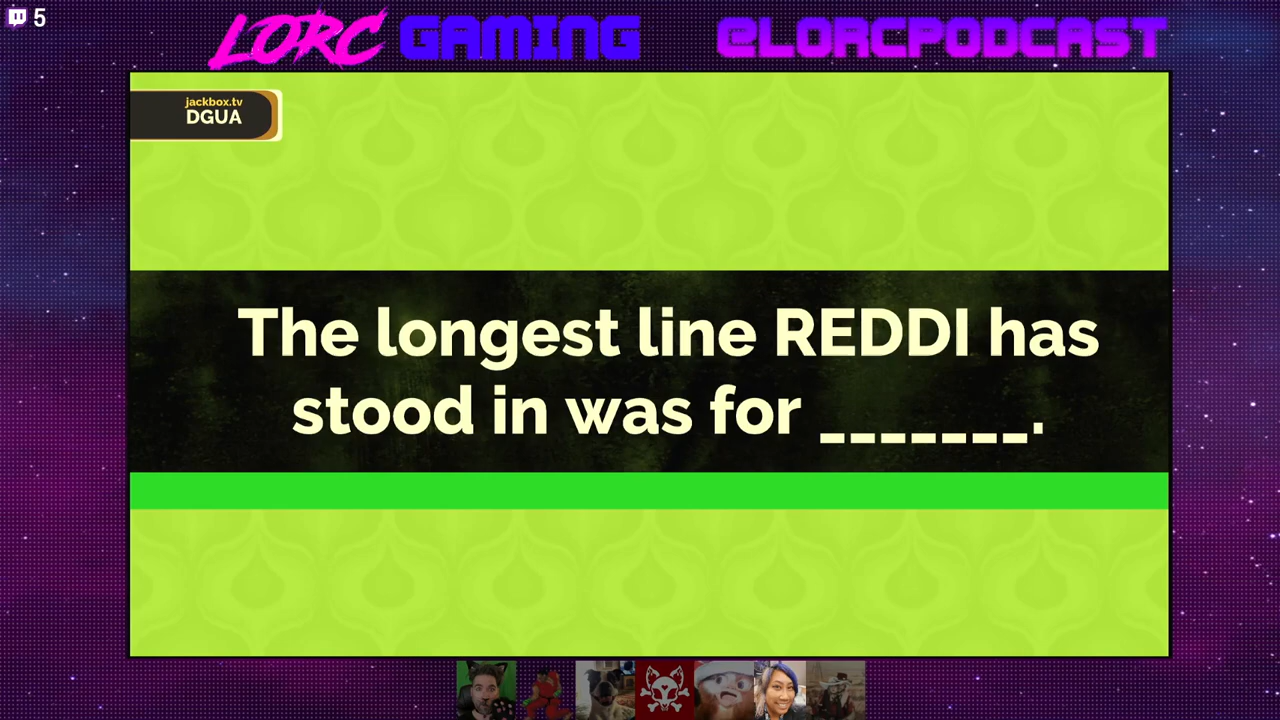 5
LORC GAMING @LORCPODCAST
jackbox.tv
DGUA
The longest line REDDI has
stood in was for _______.